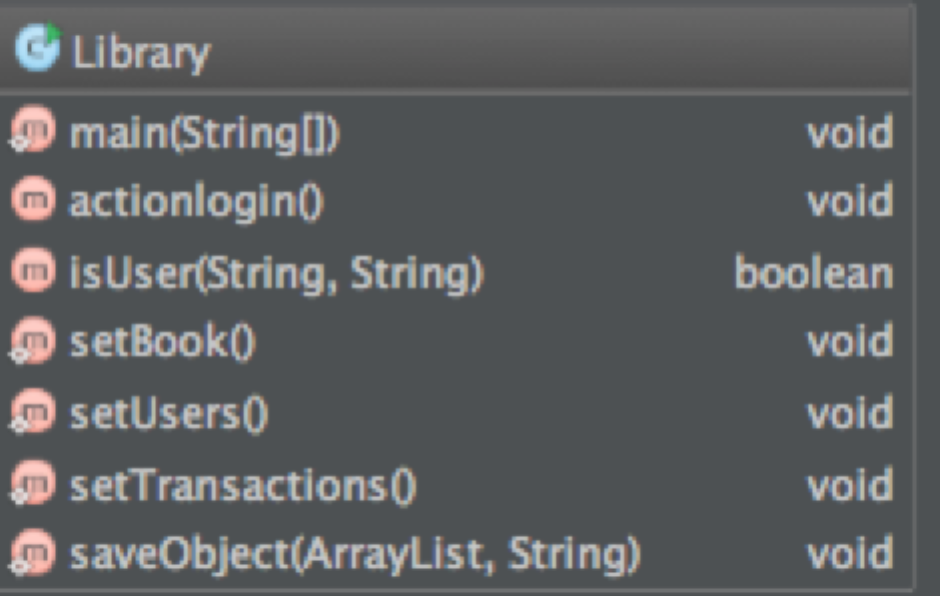 Library
main(String[]) void
actionlogin() void
isUser(String, String) boolean
setBook() void
setUsers() void
setTransactions() void
saveObject(ArrayList, String) void